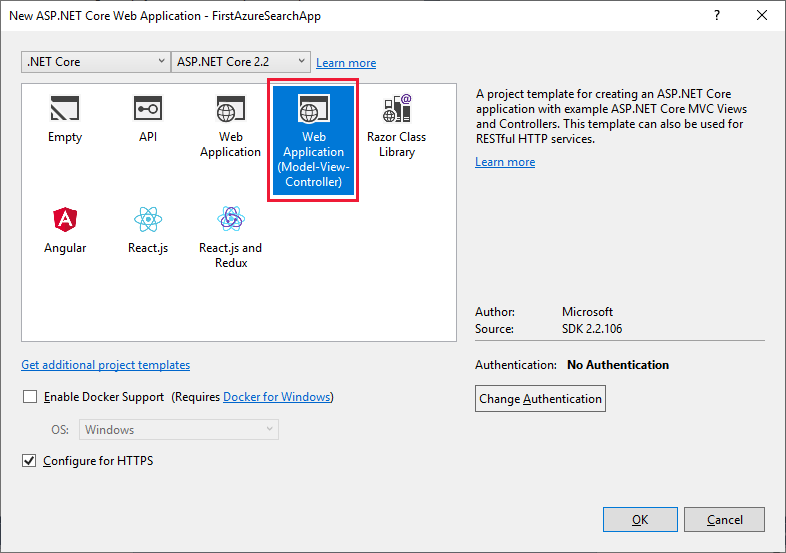 New ASP.NET Core Web Application - FirstAzureSearchApp
.NET Core
ASP.NET Core 2.2
Learn more
Empty
API
Web
Application
Web
Application
(Model-View-
Controller)
Razor Class
Library
Angular
React.js
React.js and
Redux
A project template for creating an ASP.NET Core
application with example ASP.NET Core MVC Views
and Controllers. This template can also be used for
RESTful HTTP services.
Learn more
Author: Microsoft
Source: SDK 2.2.106
Get additional project templates
Authentication: No Authentication
Change Authentication
Enable Docker Support (Requires Docker for Windows)
OS: Windows
Configure for HTTPS
OK
Cancel